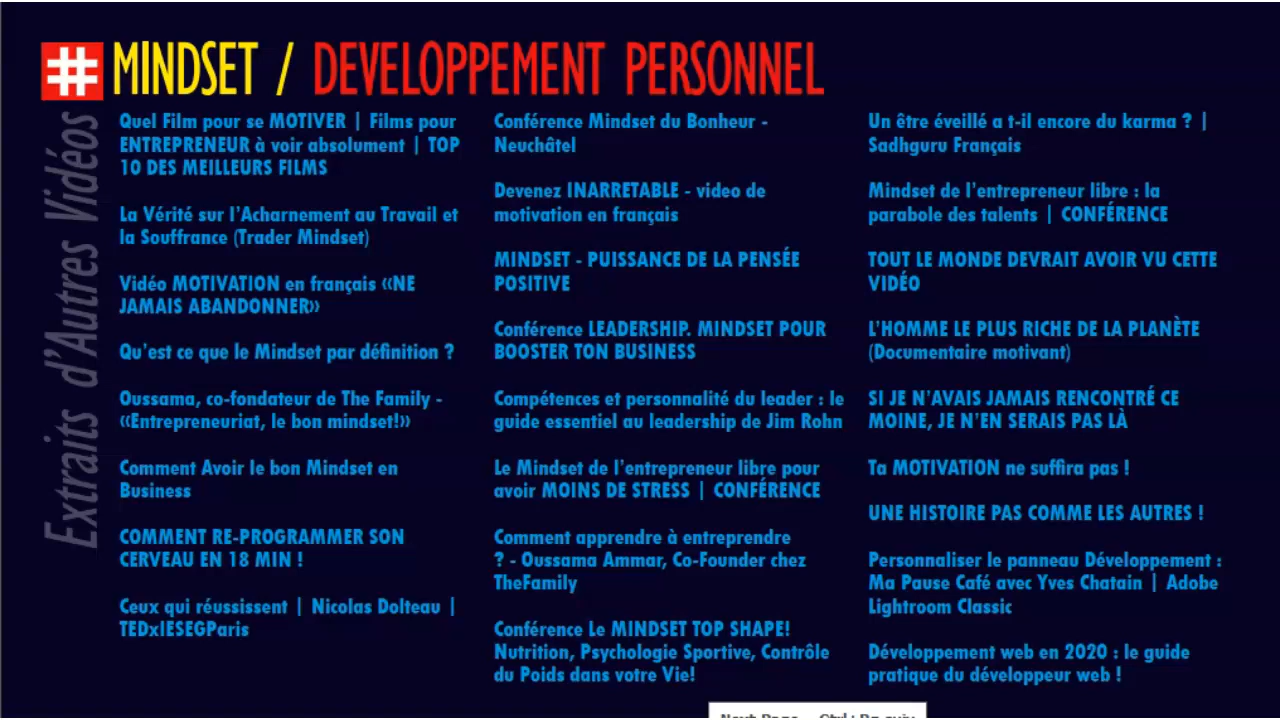 # MINDSET / DEVELOPPEMENT PERSONNEL
Extraits d'Autres Vidéos
Quel Film pour se MOTIVER | Films pour
ENTREPRENEUR à voir absolument | TOP
10 DES MEILLEURS FILMS
La Vérité sur l'Acharnement au Travail et
la Souffrance (Trader Mindset)
Vidéo MOTIVATION en français «NE
JAMAIS ABANDONNER»
Qu'est ce que le Mindset par définition ?
Oussama, co-fondateur de The Family -
«Entrepreneuriat, le bon mindset!»
Comment Avoir le bon Mindset en
Business
COMMENT RE-PROGRAMMER SON
CERVEAU EN 18 MIN !
Ceux qui réussissent | Nicolas Dolteau |
TEDxIESEGParis
Conférence Mindset du Bonheur -
Neuchâtel
Devenez INARRETABLE - video de
motivation en français
MINDSET - PUISSANCE DE LA PENSÉE
POSITIVE
Conférence LEADERSHIP. MINDSET POUR
BOOSTER TON BUSINESS
Compétences et personnalité du leader : le
guide essentiel au leadership de Jim Rohn
Le Mindset de l'entrepreneur libre pour
avoir MOINS DE STRESS | CONFÉRENCE
Comment apprendre à entreprendre
? - Oussama Ammar, Co-Founder chez
TheFamily
Conférence Le MINDSET TOP SHAPE!
Nutrition, Psychologie Sportive, Contrôle
du Poids dans votre Vie!
Un être éveillé a t-il encore du karma ? |
Sadhguru Français
Mindset de l'entrepreneur libre : la
parabole des talents | CONFÉRENCE
TOUT LE MONDE DEVRAIT AVOIR VU CETTE
VIDÉO
L'HOMME LE PLUS RICHE DE LA PLANÈTE
(Documentaire motivant)
SI JE N'AVAIS JAMAIS RENCONTRÉ CE
MOINE, JE N'EN SERAIS PAS LÀ
Ta MOTIVATION ne suffira pas !
UNE HISTOIRE PAS COMME LES AUTRES !
Personnaliser le panneau Développement :
Ma Pause Café avec Yves Chatain | Adobe
Lightroom Classic
Développement web en 2020 : le guide
pratique du développeur web !
Next Page Ctrl+Pg.suiv